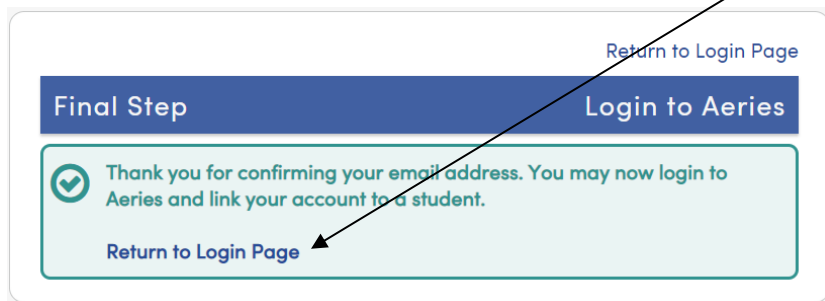 Return to Login Page
Final Step Login to Aeries
Thank you for confirming your email address. You may now login to
Aeries and link your account to a student.
Return to Login Page